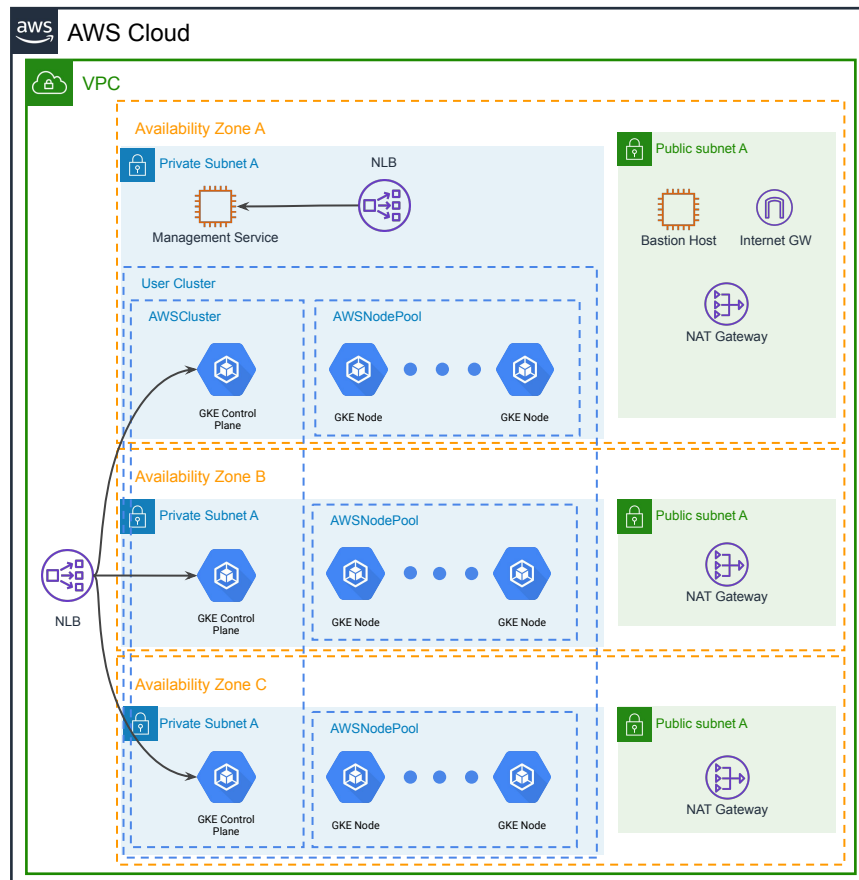 aws
AWS Cloud
VPC
Availability Zone A
Private Subnet A
NLB
Public subnet A
Management Service
Bastion Host
Internet GW
User Cluster
AWSCluster
AWSNodePool
NAT Gateway
GKE Control
Plane
GKE Node
GKE Node
Availability Zone B
Private Subnet A
AWSNodePool
Public subnet A
NLB
GKE Control
Plane
GKE Node
GKE Node
NAT Gateway
Availability Zone C
Private Subnet A
AWSNodePool
Public subnet A
GKE Control
Plane
GKE Node
GKE Node
NAT Gateway